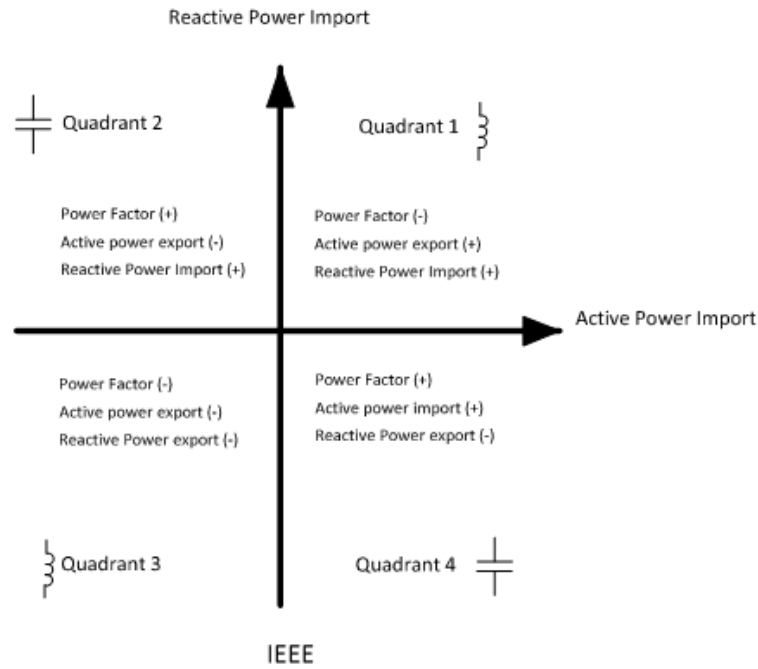 Reactive Power Import
Quadrant 2
Quadrant 1
Power Factor (+)
Active power export (-)
Reactive Power Import (+)
Power Factor (-)
Active power export (+)
Reactive Power Import (+)
Active Power Import
Power Factor (-)
Active power export (-)
Reactive Power export (-)
Power Factor (+)
Active power import (+)
Reactive Power export (-)
Quadrant 3
Quadrant 4
IEEE